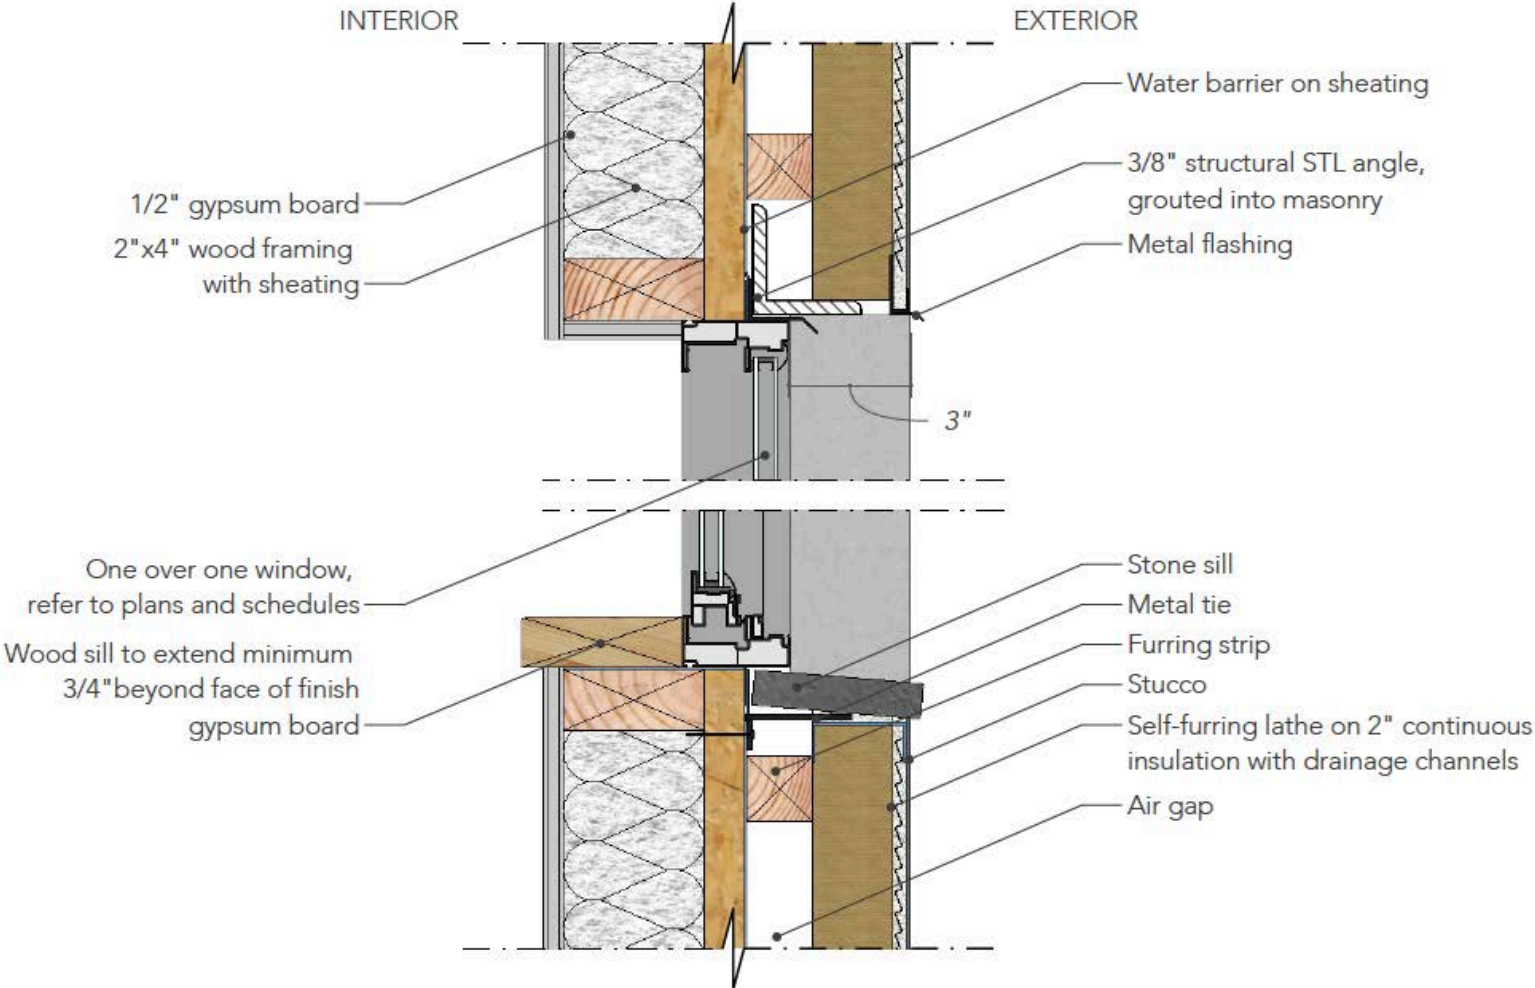 INTERIOR
EXTERIOR
Water barrier on sheating
3/8" structural STL angle,
grouted into masonry
Metal flashing
1/2" gypsum board
2"x4" wood framing
with sheating
3"
One over one window,
refer to plans and schedules
Wood sill to extend minimum
3/4"beyond face of finish
gypsum board
Stone sill
Metal tie
Furring strip
Stucco
Self-furring lathe on 2" continuous
insulation with drainage channels
Air gap